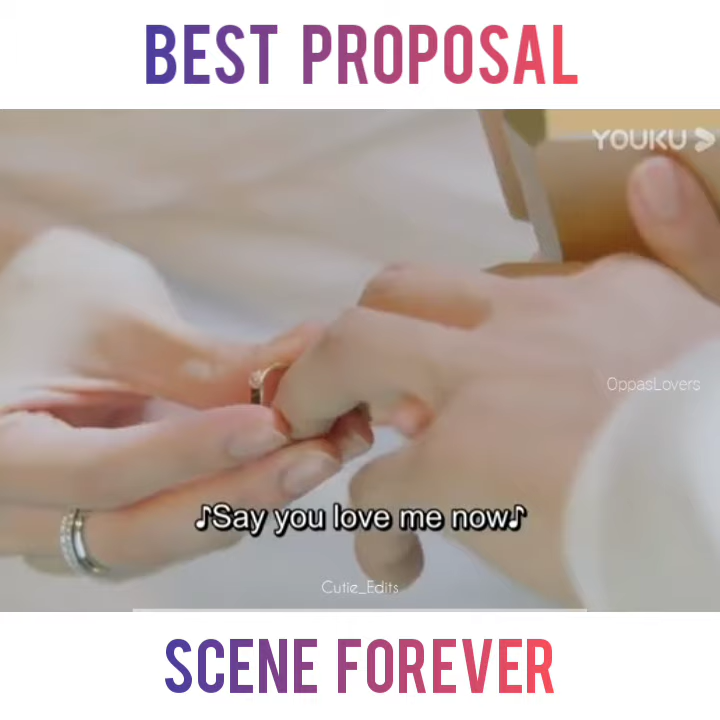 BEST PROPOSAL
YOUKU
OppasLovers
♪Say you love me now♪
Cutie_Edits
SCENE FOREVER